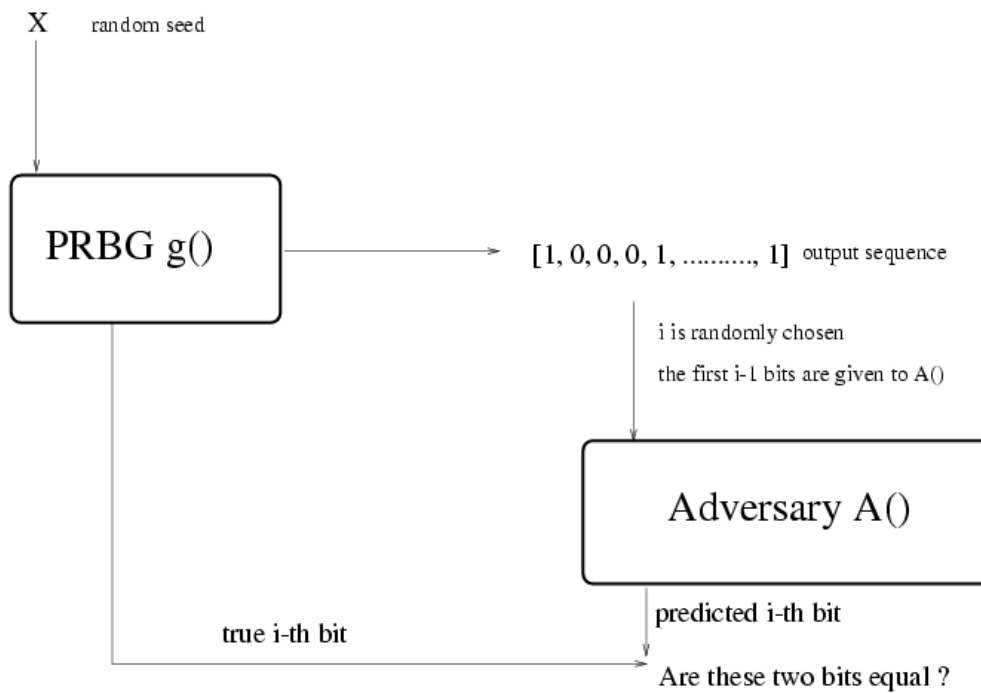 X random seed
PRBG g()
[1, 0, 0, 0, 1, .........., 1] output sequence
i is randomly chosen
the first i-1 bits are given to A()
Adversary A()
predicted i-th bit
true i-th bit
Are these two bits equal ?